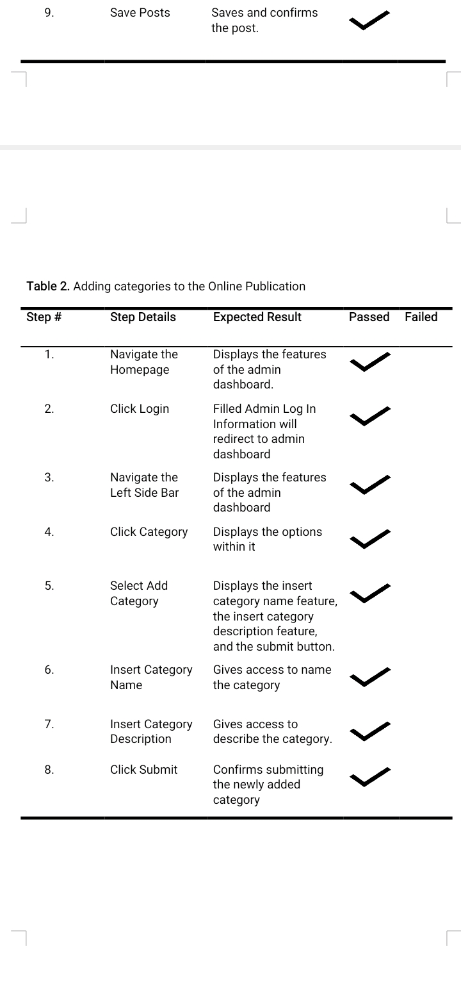 9. Save Posts Saves and confirms
the post.
Table 2. Adding categories to the Online Publication
Step # Step Details Expected Result Passed Failed
1. Navigate the Displays the features
Homepage of the admin
dashboard.
2. Click Login Filled Admin Log In
Information will
redirect to admin
dashboard
3. Navigate the Displays the features
Left Side Bar of the admin
dashboard
4. Click Category Displays the options
within it
5. Select Add Displays the insert
Category category name feature,
the insert category
description feature,
and the submit button.
6. Insert Category Gives access to name
Name the category
7. Insert Category Gives access to
Description describe the category.
8. Click Submit Confirms submitting
the newly added
category